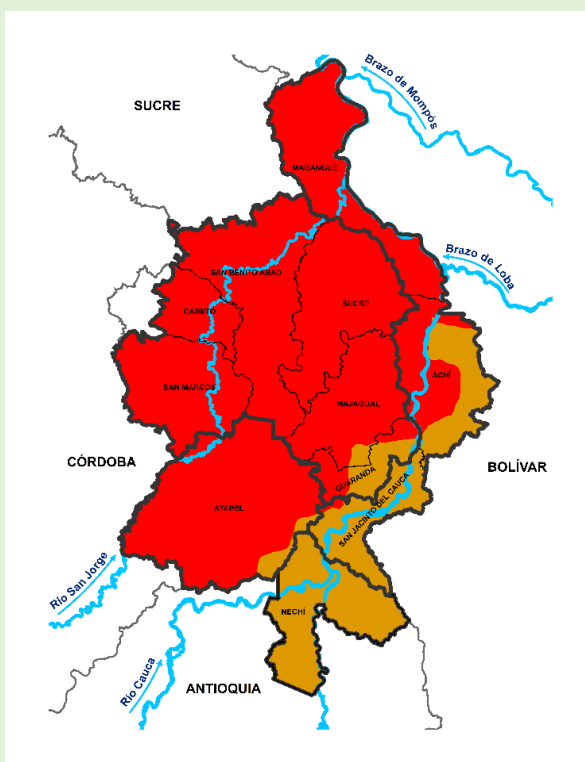 Brazo de Mompós
SUCRE
MAGANGUÉ
Brazo de Loba
SAN BENITO ABAD
SUCRE
CAIMITO
ACHÍ
SAN MARCOS
MAJAGUAL
CÓRDOBA
BOLÍVAR
GUARANDA
SAN JACINTO DEL CAUCA
AYAPEL
Río San Jorge
NECHÍ
Río Cauca
ANTIOQUIA